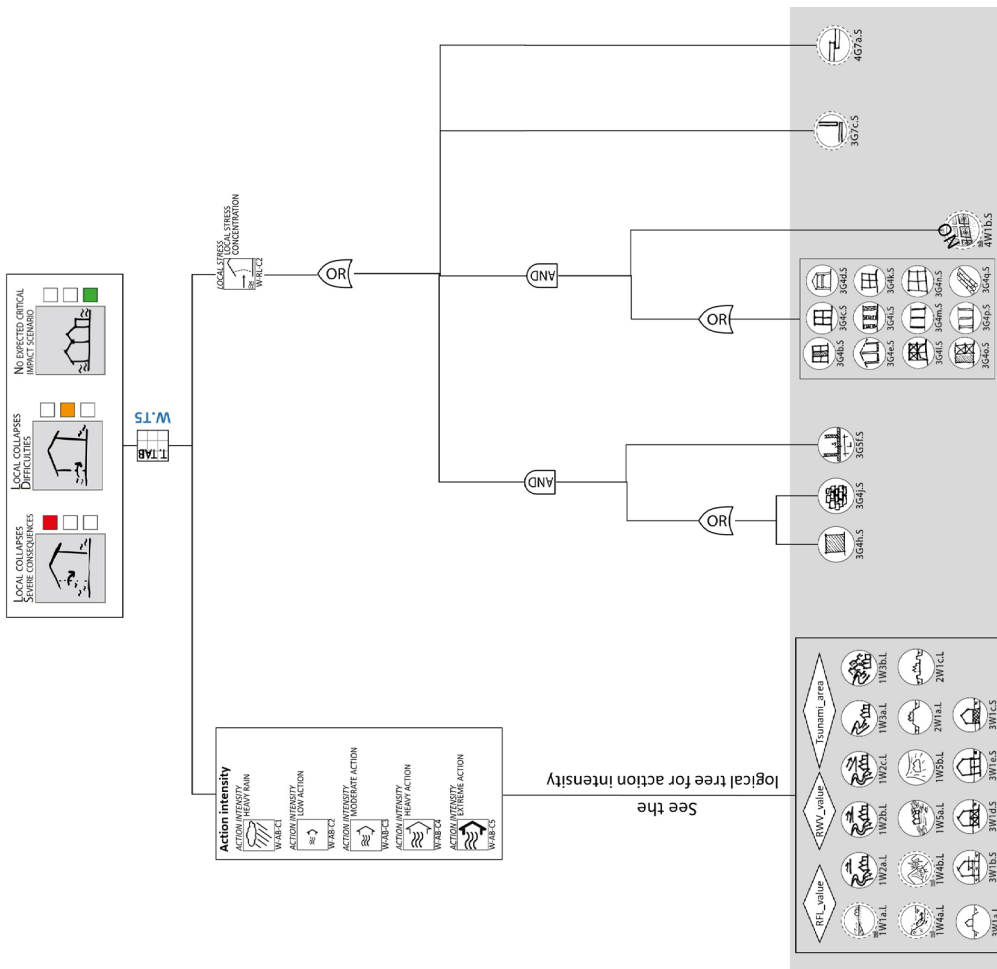 LOCAL COLLAPSES
SEVERE CONSEQUENCES
LOCAL COLLAPSES
DIFFICULTIES
NO EXPECTED CRITICAL
IMPACT SCENARIO
T.TAB
W.T5
Action intensity
ACTION INTENSITY
HEAVY RAIN
W-AB-C1
ACTION INTENSITY
LOW ACTION
W-AB-C2
ACTION INTENSITY
MODERATE ACTION
W-AB-C3
ACTION INTENSITY
HEAVY ACTION
W-AB-C4
ACTION INTENSITY
EXTREME ACTION
W-AB-C5
LOCAL STRESS
LOCAL STRESS
CONCENTRATION
W-RL-C2
OR
AND
AND
OR
OR
See the
logical tree for action intensity
RFL_value
RWV_value
Tsunami_area
1W1a.L
1W2a.L
1W2b.L
1W2c.L
1W3a.L
1W3b.L
1W4a.L
1W4b.L
1W5a.L
1W5b.L
2W1a.L
2W1c.L
3W1a.L
3W1b.S
3W1d.S
3W1e.S
3W1c.S
3G4h.S
3G4j.S
3G5f.S
3G4b.S
3G4c.S
3G4d.S
3G4e.S
3G4i.S
3G4k.S
3G4l.S
3G4m.S
3G4n.S
3G4o.S
3G4p.S
3G4q.S
NO
4W1b.S
3G7c.S
4G7a.S